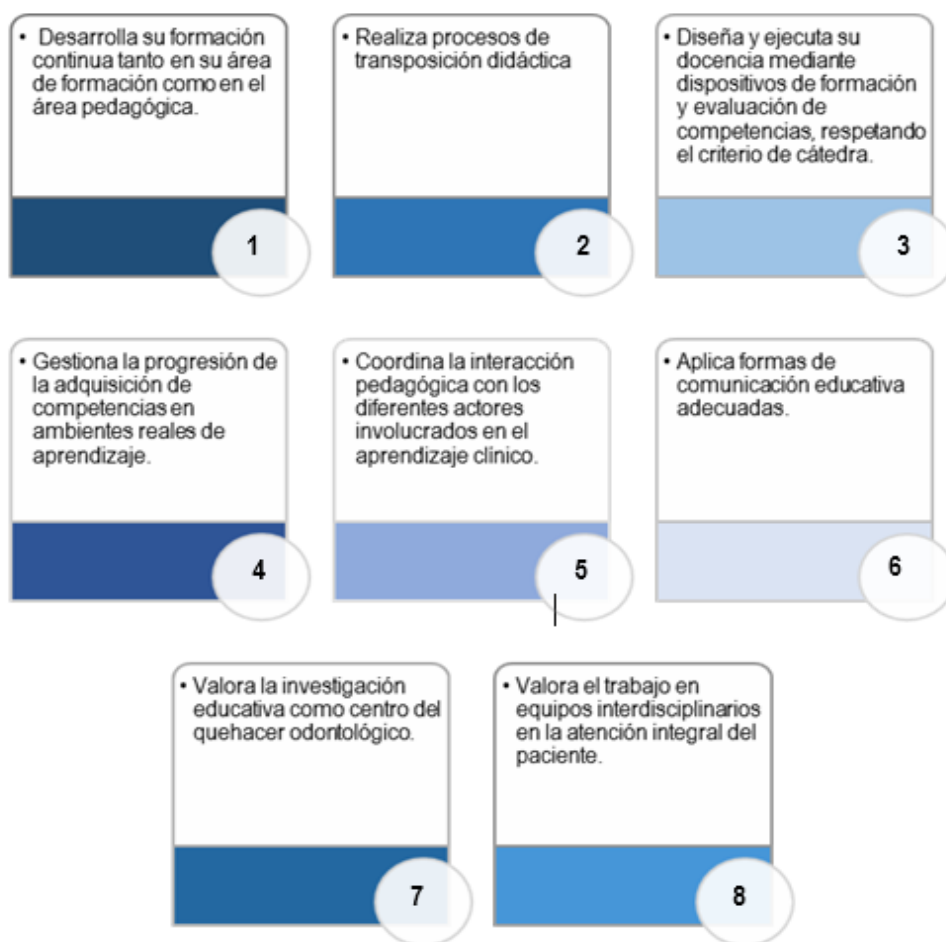 • Desarrolla su formación
continua tanto en su área
de formación como en el
área pedagógica.
1
• Realiza procesos de
transposición didáctica
2
• Diseña y ejecuta su
docencia mediante
dispositivos de formación
y evaluación de
competencias, respetando
el criterio de cátedra.
3
• Gestiona la progresión de
la adquisición de
competencias en
ambientes reales de
aprendizaje.
4
• Coordina la interacción
pedagógica con los
diferentes actores
involucrados en el
aprendizaje clínico.
5
• Aplica formas de
comunicación educativa
adecuadas.
6
• Valora la investigación
educativa como centro del
quehacer odontológico.
7
• Valora el trabajo en
equipos interdisciplinarios
en la atención integral del
paciente.
8